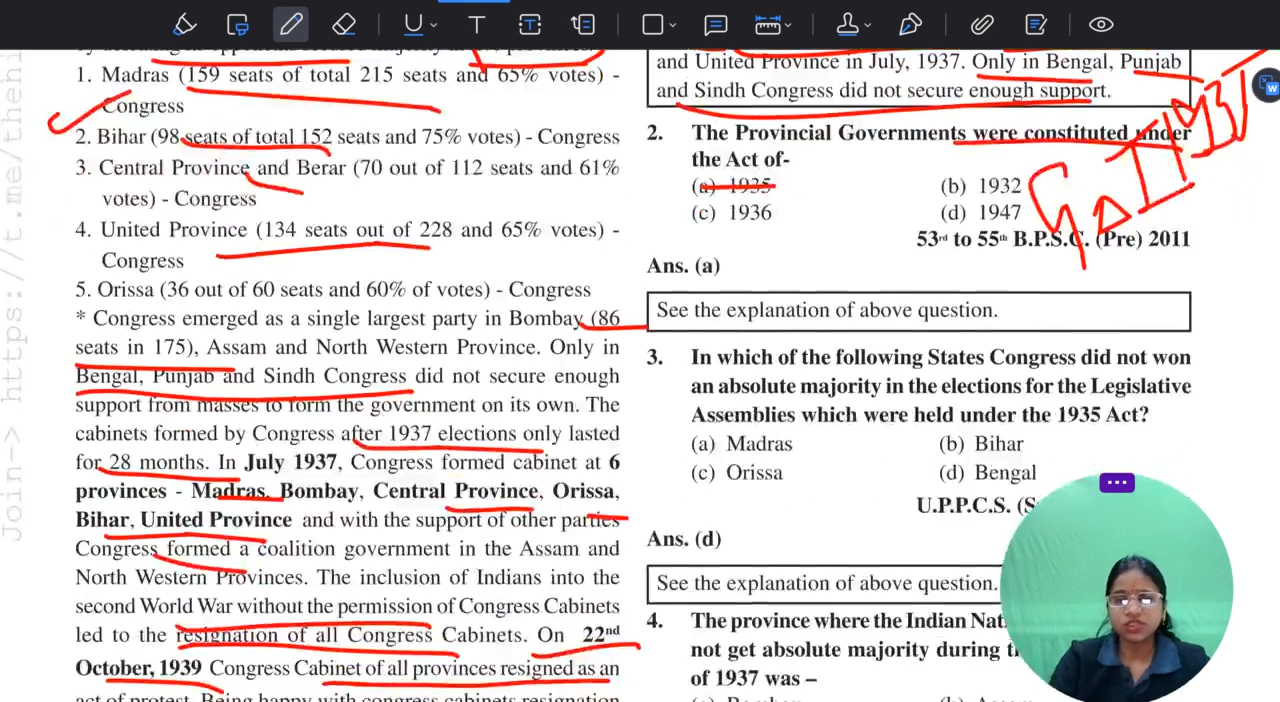 1. Madras (159 seats of total 215 seats and 65% votes) -
Congress
2. Bihar (98 seats of total 152 seats and 75% votes) - Congress
3. Central Province and Berar (70 out of 112 seats and 61%
votes) - Congress
4. United Province (134 seats out of 228 and 65% votes) -
Congress
5. Orissa (36 out of 60 seats and 60% of votes) - Congress
* Congress emerged as a single largest party in Bombay (86
seats in 175), Assam and North Western Province. Only in
Bengal, Punjab and Sindh Congress did not secure enough
support from masses to form the government on its own. The
cabinets formed by Congress after 1937 elections only lasted
for 28 months. In July 1937, Congress formed cabinet at 6
provinces - Madras, Bombay, Central Province, Orissa,
Bihar, United Province and with the support of other parties
Congress formed a coalition government in the Assam and
North Western Provinces. The inclusion of Indians into the
second World War without the permission of Congress Cabinets
led to the resignation of all Congress Cabinets. On 22nd
October, 1939 Congress Cabinet of all provinces resigned as an
act of protest. Being happy with congress cabinets resignation
and United Province in July, 1937. Only in Bengal, Punjab
and Sindh Congress did not secure enough support.
2. The Provincial Governments were constituted under
the Act of-
(a) 1935 (b) 1932
(c) 1936 (d) 1947
53rd to 55th B.P.S.C. (Pre) 2011
Ans. (a)
See the explanation of above question.
3. In which of the following States Congress did not won
an absolute majority in the elections for the Legislative
Assemblies which were held under the 1935 Act?
(a) Madras (b) Bihar
(c) Orissa (d) Bengal
U.P.P.C.S. (S
Ans. (d)
See the explanation of above question.
4. The province where the Indian Nat
not get absolute majority during t
of 1937 was –
Join-> https://t.me/thehi